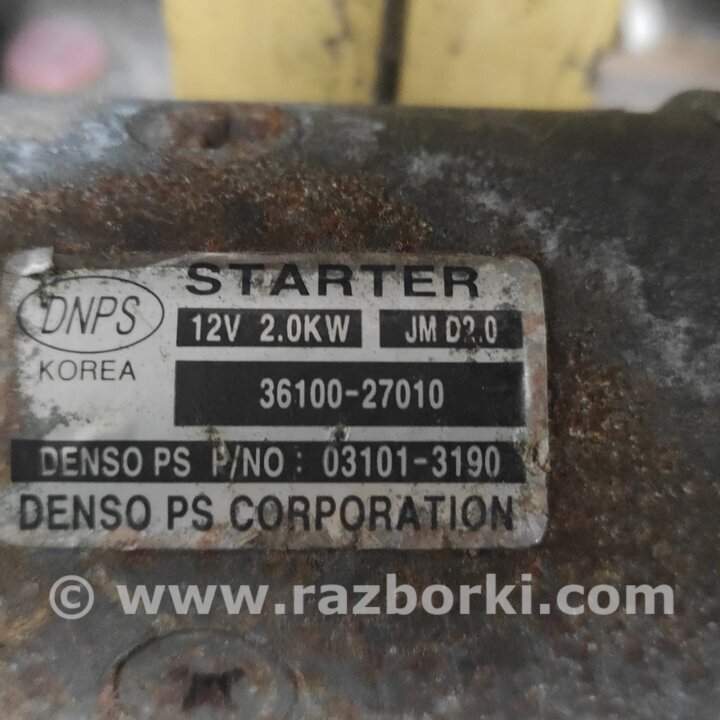 STARTER
DNPS
12V 2.0KW JM D2.0
KOREA
36100-27010
DENSO PS P/NO : 03101-3190
DENSO PS CORPORATION
© www.razborki.com